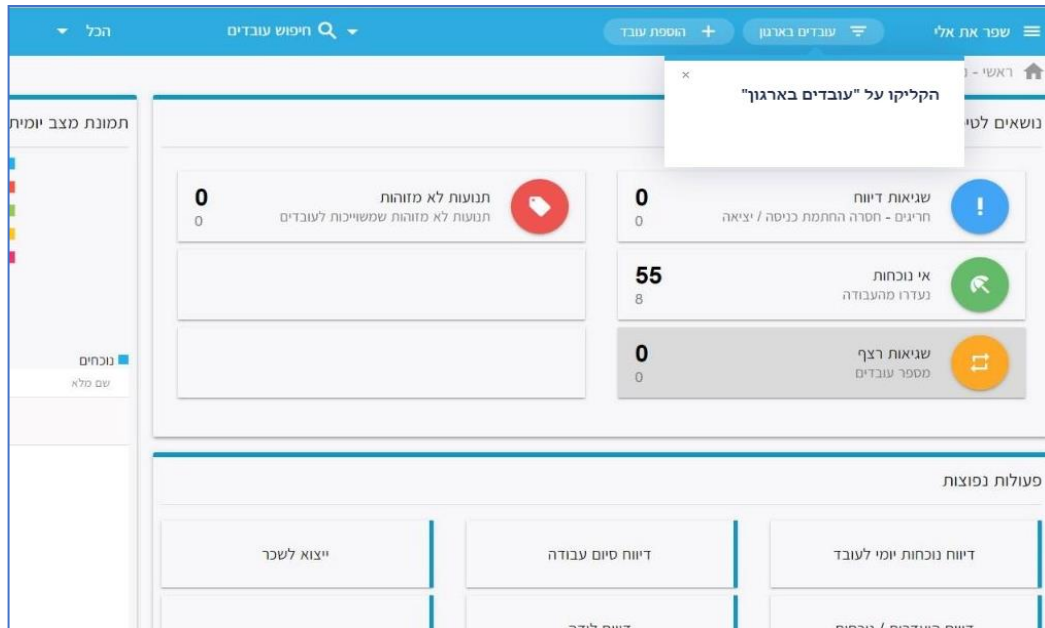 שפר את אלי
עובדים בארגון
+ הוספת עובד
חיפוש עובדים
הכל
ראשי -
×
הקליקו על "עובדים בארגון"
נושאים
שגיאות דיווח
חריגים - חסרה החתמת כניסה / יציאה
0
0
תנועות לא מזוהות
תנועות לא מזוהות שמשוייכות לעובדים
0
0
אי נוכחות
נעדרו מהעבודה
55
8
שגיאות רצף
מספר עובדים
0
0
תמונת מצב יומית
נוכחים
שם מלא
פעולות נפוצות
דיווח נוכחות יומי לעובד
דיווח סיום עבודה
ייצוא לשכר